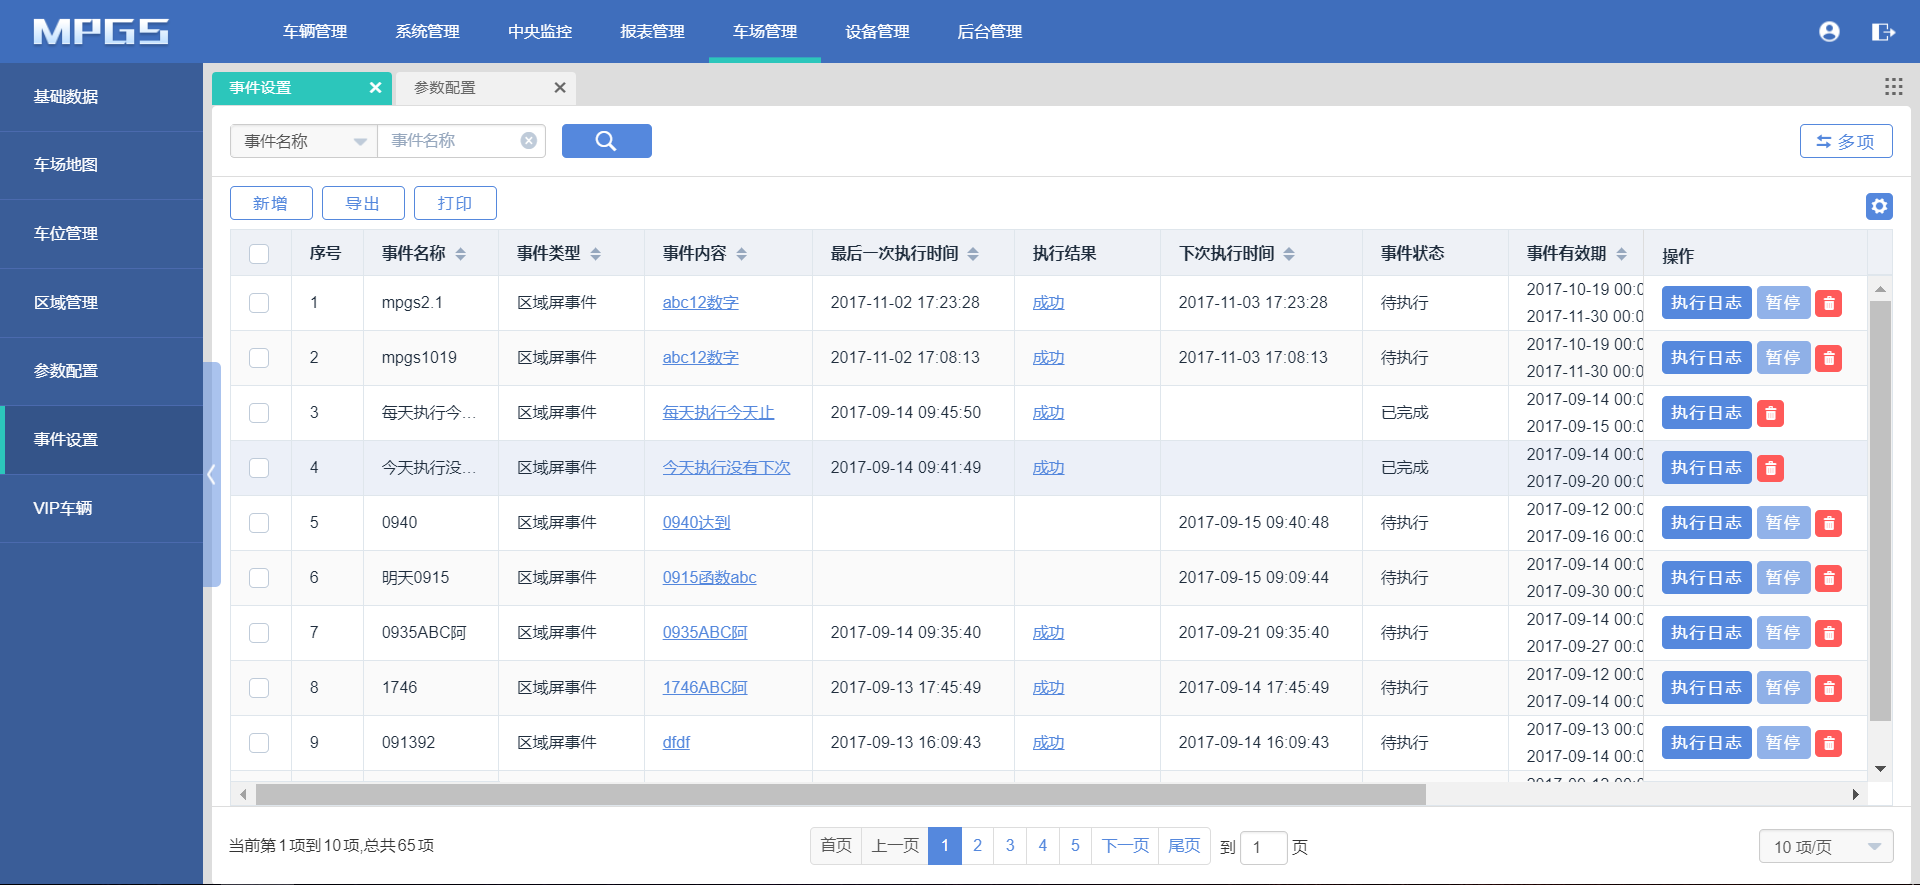 MPGS
车辆管理 系统管理 中央监控 报表管理 车场管理 设备管理 后台管理
基础数据
车场地图
车位管理
区域管理
参数配置
事件设置
VIP车辆
事件设置 参数配置
事件名称 事件名称 多项
新增 导出 打印
序号 事件名称 事件类型 事件内容 最后一次执行时间 执行结果 下次执行时间 事件状态 事件有效期 操作
1 mpgs2.1 区域屏事件 abc12数字 2017-11-02 17:23:28 成功 2017-11-03 17:23:28 待执行 2017-10-19 00:0 执行日志 暂停
2017-11-30 00:0
2 mpgs1019 区域屏事件 abc12数字 2017-11-02 17:08:13 成功 2017-11-03 17:08:13 待执行 2017-10-19 00:0 执行日志 暂停
2017-11-30 00:0
3 每天执行今... 区域屏事件 每天执行今天止 2017-09-14 09:45:50 成功 已完成 2017-09-14 00:0 执行日志
2017-09-15 00:0
4 今天执行没... 区域屏事件 今天执行没有下次 2017-09-14 09:41:49 成功 已完成 2017-09-14 00:0 执行日志
2017-09-20 00:0
5 0940 区域屏事件 0940达到 2017-09-15 09:40:48 待执行 2017-09-12 00:0 执行日志 暂停
2017-09-16 00:0
6 明天0915 区域屏事件 0915函数abc 2017-09-15 09:09:44 待执行 2017-09-14 00:0 执行日志 暂停
2017-09-30 00:0
7 0935ABC阿 区域屏事件 0935ABC阿 2017-09-14 09:35:40 成功 2017-09-21 09:35:40 待执行 2017-09-14 00:0 执行日志 暂停
2017-09-27 00:0
8 1746 区域屏事件 1746ABC阿 2017-09-13 17:45:49 成功 2017-09-14 17:45:49 待执行 2017-09-12 00:0 执行日志 暂停
2017-09-14 00:0
9 091392 区域屏事件 dfdf 2017-09-13 16:09:43 成功 2017-09-14 16:09:43 待执行 2017-09-13 00:0 执行日志 暂停
2017-09-14 00:0
当前第1项到10项,总共65项 首页 上一页 1 2 3 4 5 下一页 尾页 到 1 页 10 项/页